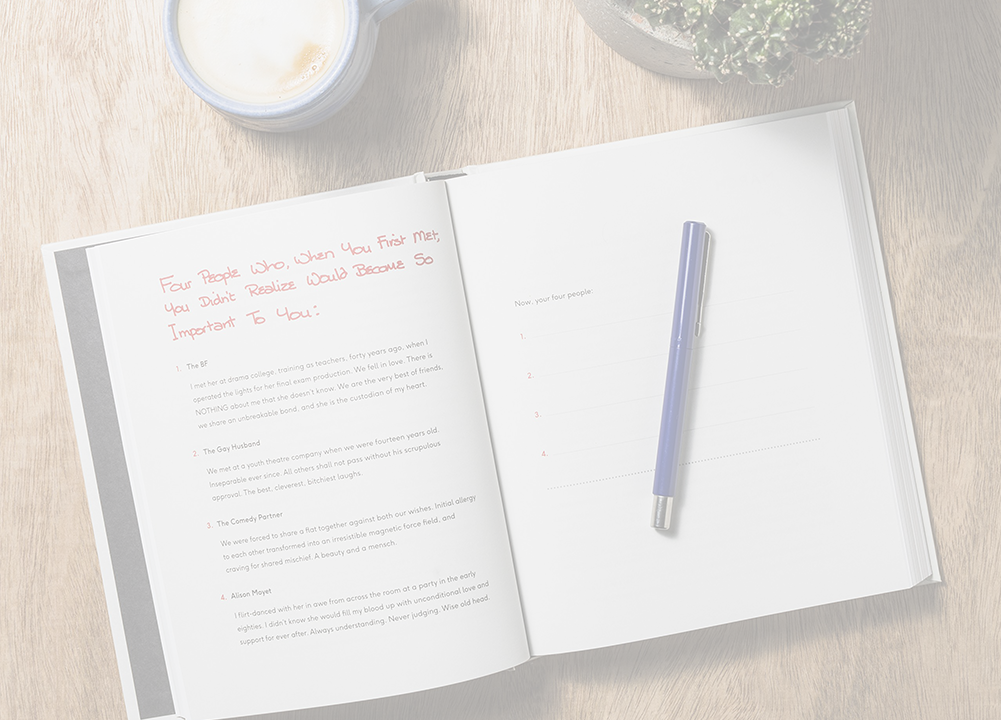 Four People Who, When You First Met,
You Didn't Realize Would Become So
Important To You:
1. The BF
I met her at drama college, training as teachers, forty years ago, when I
operated the lights for her final exam production. We fell in love. There is
NOTHING about me that she doesn't know. We are the very best of friends,
we share an unbreakable bond, and she is the custodian of my heart.
2. The Gay Husband
We met at a youth theatre company when we were fourteen years old.
Inseparable ever since. All others shall not pass without his scrupulous
approval. The best, cleverest, bitchiest laughs.
3. The Comedy Partner
We were forced to share a flat together against both our wishes. Initial allergy
to each other transformed into an irresistible magnetic force field, and
craving for shared mischief. A beauty and a mensch.
4. Alison Moyet
I flirt-danced with her in awe from across the room at a party in the early
eighties. I didn't know she would fill my blood up with unconditional love and
support for ever after. Always understanding. Never judging. Wise old head.
Now, your four people:
1.
2.
3.
4.